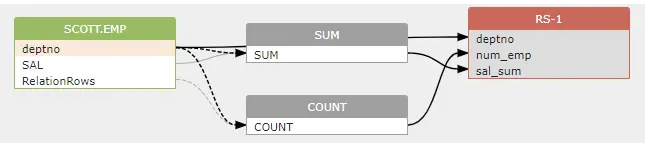 SCOTT.EMP
deptno
SAL
RelationRows
SUM
SUM
COUNT
COUNT
RS-1
deptno
num_emp
sal_sum